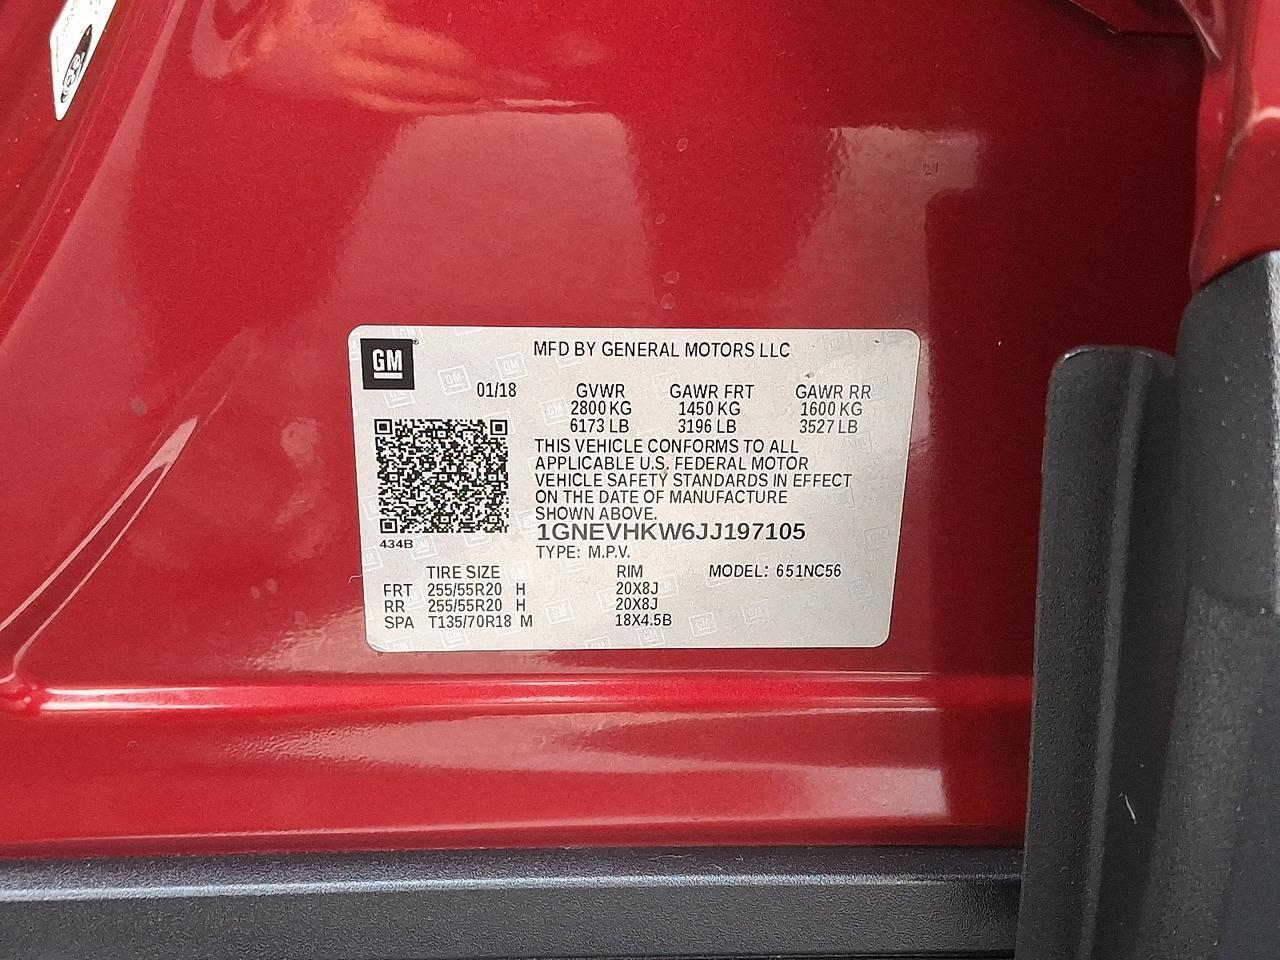 GM
MFD BY GENERAL MOTORS LLC
01/18 GVWR GAWR FRT GAWR RR
2800 KG 1450 KG 1600 KG
6173 LB 3196 LB 3527 LB
THIS VEHICLE CONFORMS TO ALL
APPLICABLE U.S. FEDERAL MOTOR
VEHICLE SAFETY STANDARDS IN EFFECT
ON THE DATE OF MANUFACTURE
SHOWN ABOVE.
434B
1GNEVHKW6JJ197105
TYPE: M.P.V.
TIRE SIZE RIM MODEL: 651NC56
FRT 255/55R20 H 20X8J
RR 255/55R20 H 20X8J
SPA T135/70R18 M 18X4.5B